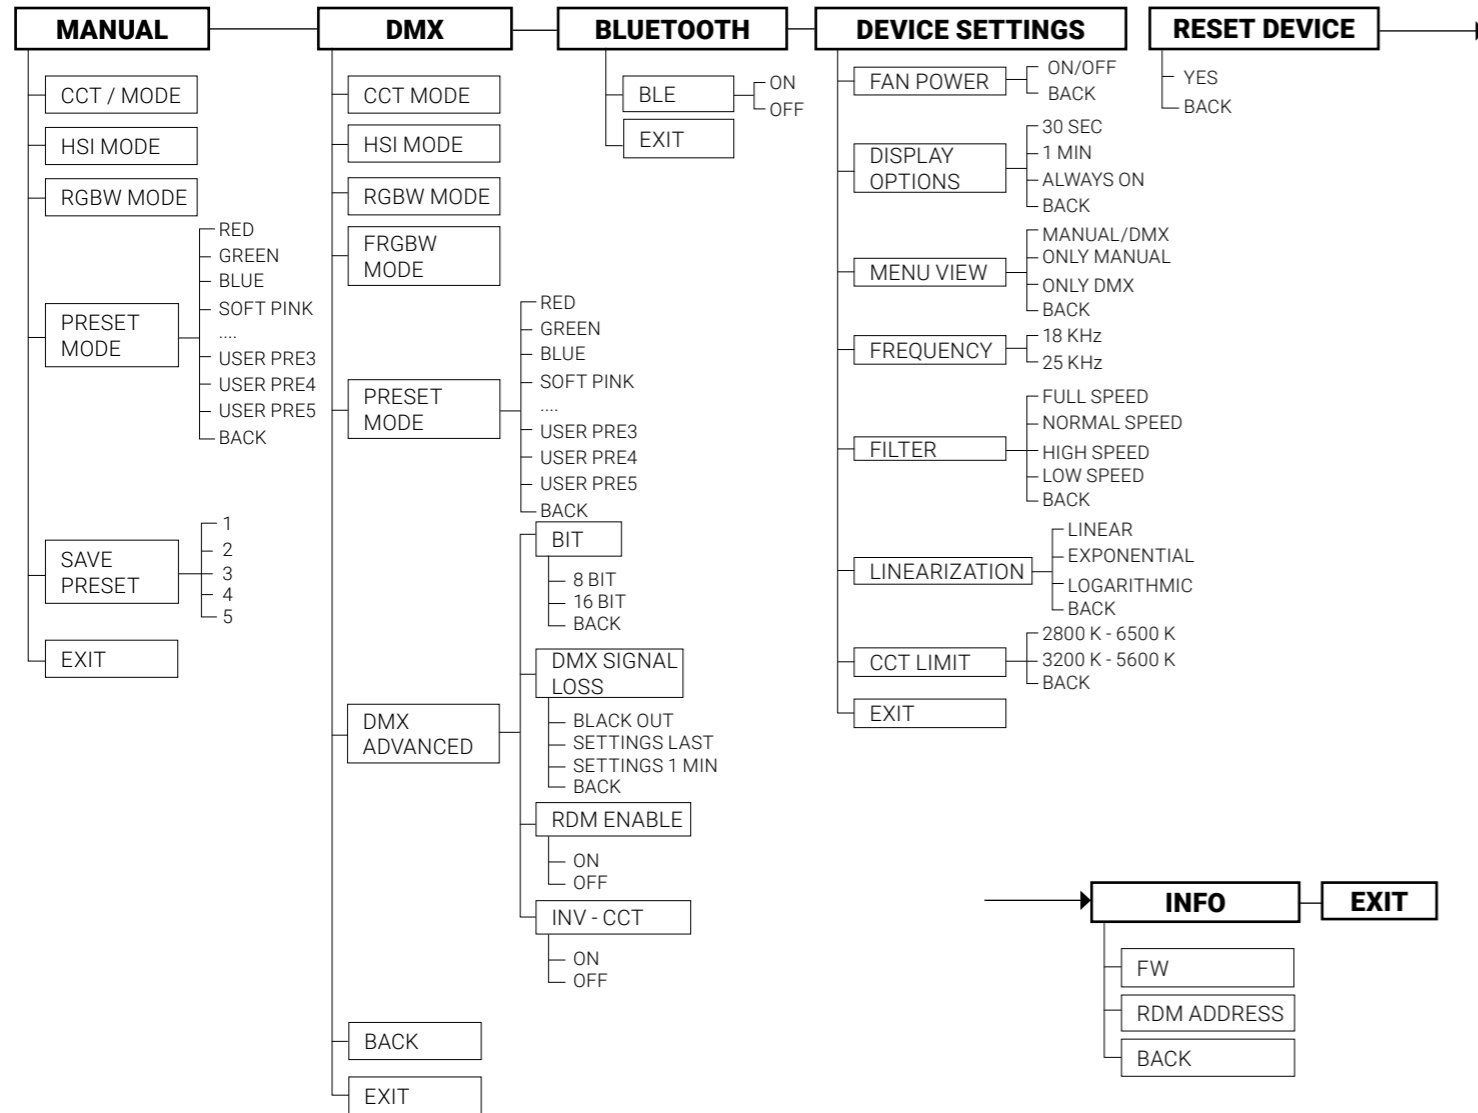 MANUAL
CCT / MODE
HSI MODE
RGBW MODE
PRESET
MODE
RED
GREEN
BLUE
SOFT PINK
....
USER PRE3
USER PRE4
USER PRE5
BACK
SAVE
PRESET
1
2
3
4
5
EXIT
DMX
CCT MODE
HSI MODE
RGBW MODE
FRGBW
MODE
PRESET
MODE
RED
GREEN
BLUE
SOFT PINK
....
USER PRE3
USER PRE4
USER PRE5
BACK
DMX
ADVANCED
BIT
8 BIT
16 BIT
BACK
DMX SIGNAL
LOSS
BLACK OUT
SETTINGS LAST
SETTINGS 1 MIN
BACK
RDM ENABLE
ON
OFF
INV - CCT
ON
OFF
BACK
EXIT
BLUETOOTH
BLE
ON
OFF
EXIT
DEVICE SETTINGS
FAN POWER
ON/OFF
BACK
DISPLAY
OPTIONS
30 SEC
1 MIN
ALWAYS ON
BACK
MENU VIEW
MANUAL/DMX
ONLY MANUAL
ONLY DMX
BACK
FREQUENCY
18 KHz
25 KHz
FILTER
FULL SPEED
NORMAL SPEED
HIGH SPEED
LOW SPEED
BACK
LINEARIZATION
LINEAR
EXPONENTIAL
LOGARITHMIC
BACK
CCT LIMIT
2800 K - 6500 K
3200 K - 5600 K
BACK
EXIT
RESET DEVICE
YES
BACK
INFO
FW
RDM ADDRESS
BACK
EXIT